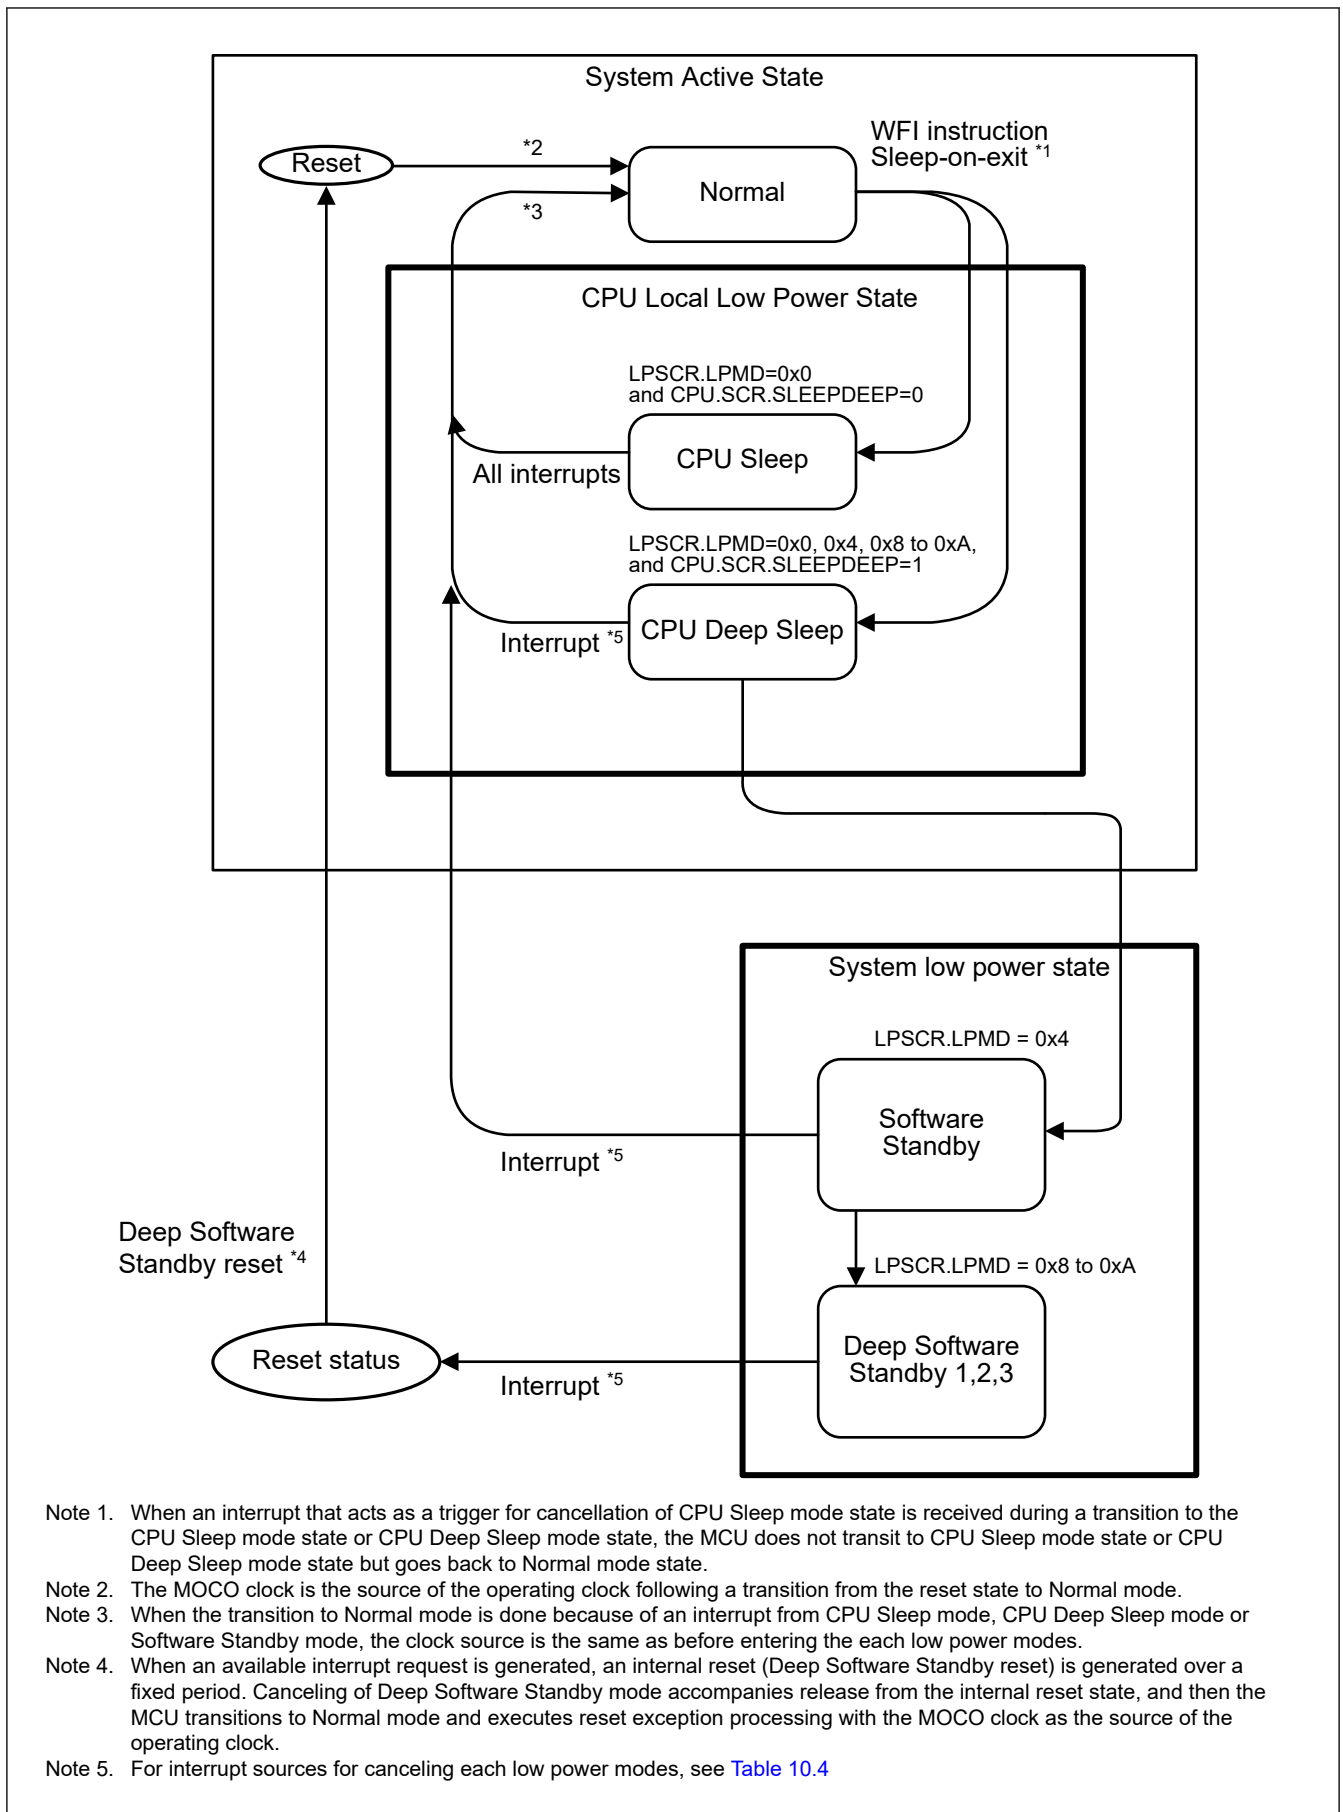 System Active State
WFI instruction
Sleep-on-exit *1
Reset
*2
Normal
*3
CPU Local Low Power State
LPSCR.LPMD=0x0
and CPU.SCR.SLEEPDEEP=0
CPU Sleep
All interrupts
LPSCR.LPMD=0x0, 0x4, 0x8 to 0xA,
and CPU.SCR.SLEEPDEEP=1
CPU Deep Sleep
Interrupt *5
System low power state
LPSCR.LPMD = 0x4
Software
Standby
Interrupt *5
Deep Software
Standby reset *4
LPSCR.LPMD = 0x8 to 0xA
Deep Software
Standby 1,2,3
Reset status
Interrupt *5
Note 1. When an interrupt that acts as a trigger for cancellation of CPU Sleep mode state is received during a transition to the
CPU Sleep mode state or CPU Deep Sleep mode state, the MCU does not transit to CPU Sleep mode state or CPU
Deep Sleep mode state but goes back to Normal mode state.
Note 2. The MOCO clock is the source of the operating clock following a transition from the reset state to Normal mode.
Note 3. When the transition to Normal mode is done because of an interrupt from CPU Sleep mode, CPU Deep Sleep mode or
Software Standby mode, the clock source is the same as before entering the each low power modes.
Note 4. When an available interrupt request is generated, an internal reset (Deep Software Standby reset) is generated over a
fixed period. Canceling of Deep Software Standby mode accompanies release from the internal reset state, and then the
MCU transitions to Normal mode and executes reset exception processing with the MOCO clock as the source of the
operating clock.
Note 5. For interrupt sources for canceling each low power modes, see Table 10.4